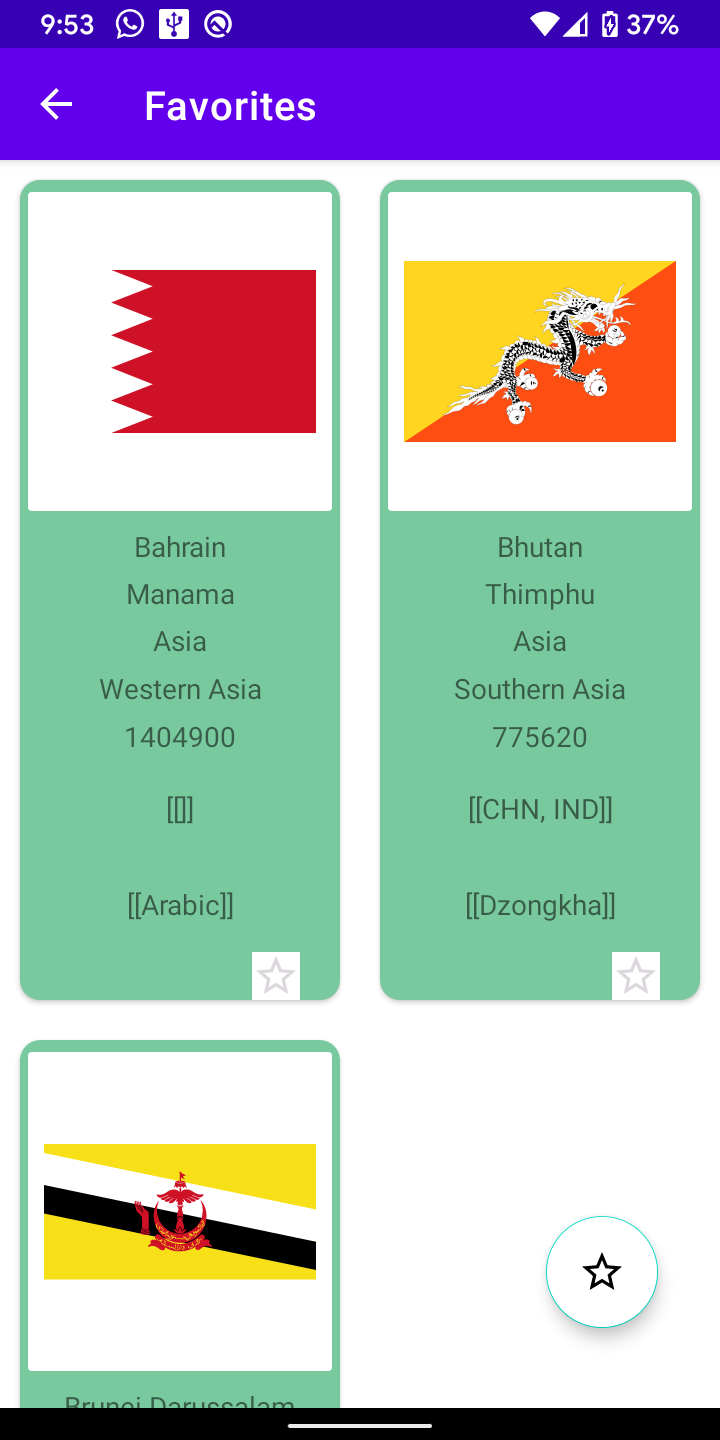 9:53
37%
Favorites
Bahrain
Manama
Asia
Western Asia
1404900
[[]]
[[Arabic]]
Bhutan
Thimphu
Asia
Southern Asia
775620
[[CHN, IND]]
[[Dzongkha]]
Brunei Darussalam